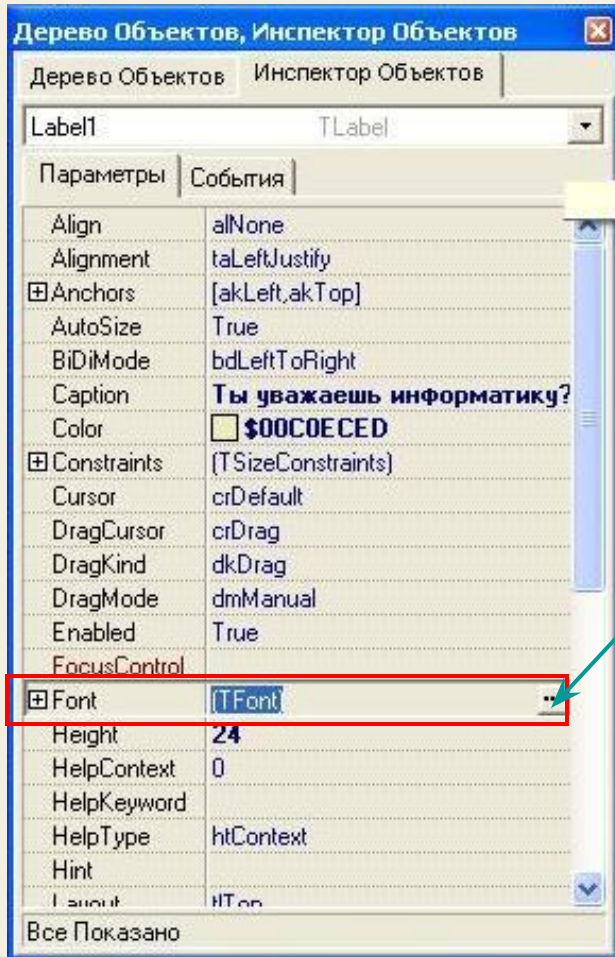 Дерево Объектов, Инспектор Объектов
Дерево Объектов Инспектор Объектов
Label1 TLabel
Параметры События
Align alNone
Alignment taLeftJustify
Anchors [akLeft,akTop]
AutoSize True
BiDiMode bdLeftToRight
Caption Ты уважаешь информатику?
Color $00C0ECED
Constraints (TSizeConstraints)
Cursor crDefault
DragCursor crDrag
DragKind dkDrag
DragMode dmManual
Enabled True
FocusControl
Font (TFont) ...
Height 24
HelpContext 0
HelpKeyword
HelpType htContext
Hint
Layout tlTop
Все Показано